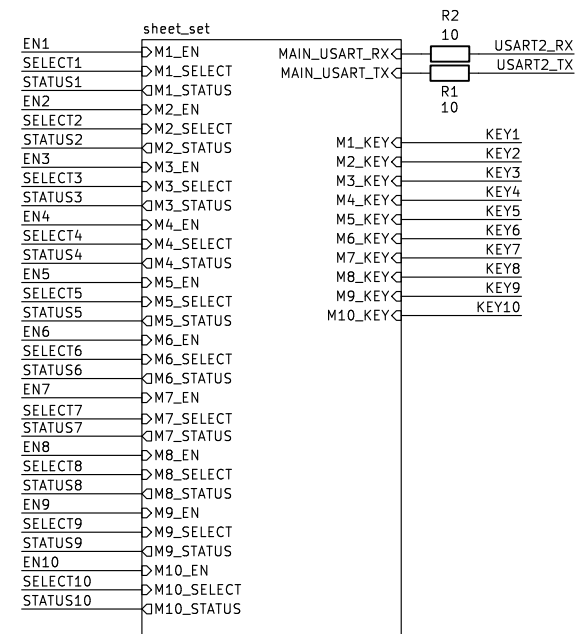 sheet_set
EN1
M1_EN
SELECT1
M1_SELECT
STATUS1
M1_STATUS
EN2
M2_EN
SELECT2
M2_SELECT
STATUS2
M2_STATUS
EN3
M3_EN
SELECT3
M3_SELECT
STATUS3
M3_STATUS
EN4
M4_EN
SELECT4
M4_SELECT
STATUS4
M4_STATUS
EN5
M5_EN
SELECT5
M5_SELECT
STATUS5
M5_STATUS
EN6
M6_EN
SELECT6
M6_SELECT
STATUS6
M6_STATUS
EN7
M7_EN
SELECT7
M7_SELECT
STATUS7
M7_STATUS
EN8
M8_EN
SELECT8
M8_SELECT
STATUS8
M8_STATUS
EN9
M9_EN
SELECT9
M9_SELECT
STATUS9
M9_STATUS
EN10
M10_EN
SELECT10
M10_SELECT
STATUS10
M10_STATUS
R2
10
MAIN_USART_RX
USART2_RX
MAIN_USART_TX
USART2_TX
R1
10
M1_KEY
KEY1
M2_KEY
KEY2
M3_KEY
KEY3
M4_KEY
KEY4
M5_KEY
KEY5
M6_KEY
KEY6
M7_KEY
KEY7
M8_KEY
KEY8
M9_KEY
KEY9
M10_KEY
KEY10